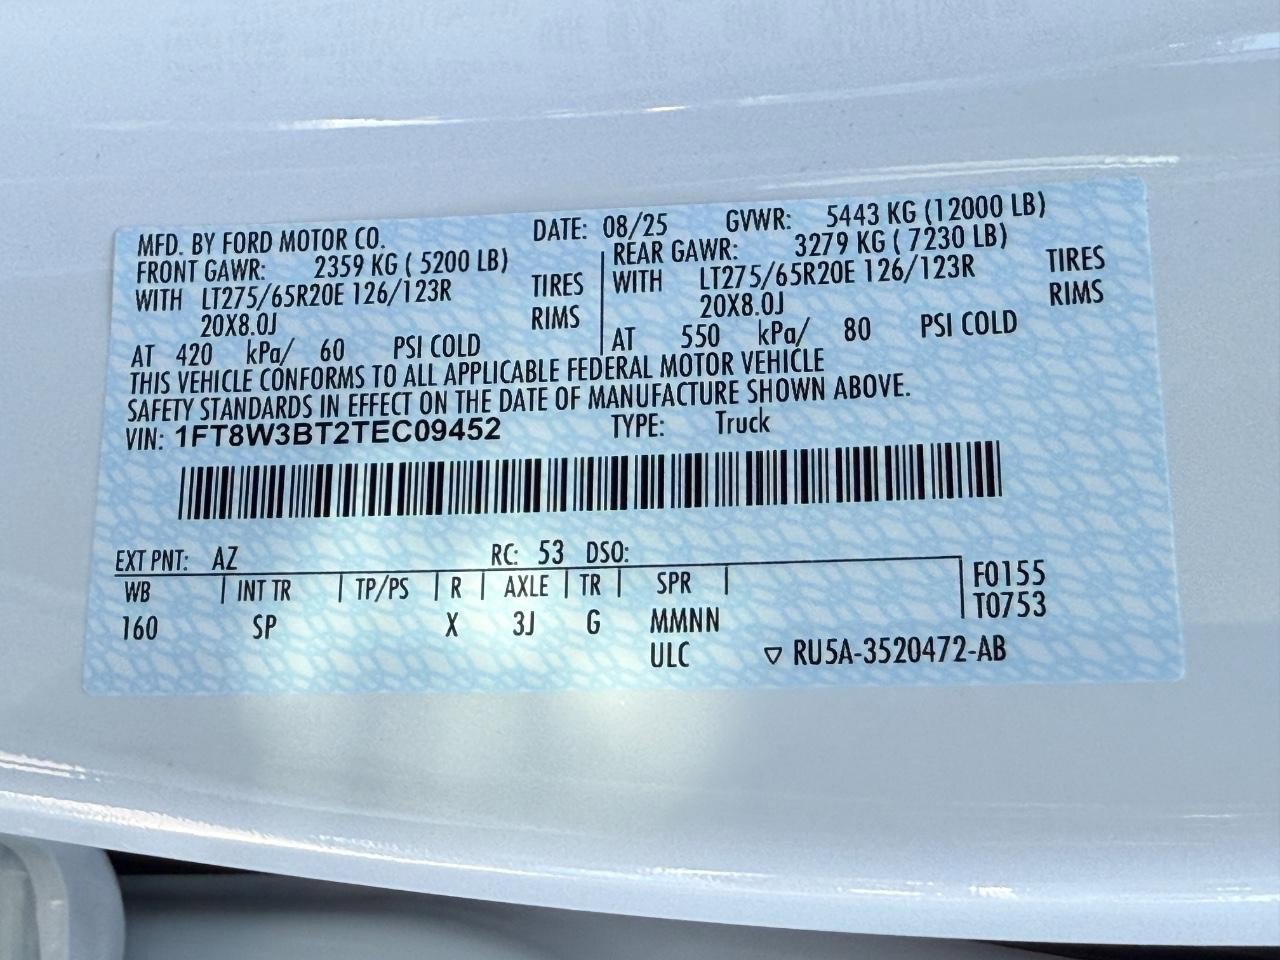 MFD. BY FORD MOTOR CO. DATE: 08/25 GVWR: 5443 KG (12000 LB)
FRONT GAWR: 2359 KG ( 5200 LB)
WITH LT275/65R20E 126/123R TIRES
20X8.0J RIMS
AT 420 kPa/ 60 PSI COLD
REAR GAWR: 3279 KG ( 7230 LB)
WITH LT275/65R20E 126/123R TIRES
20X8.0J RIMS
AT 550 kPa/ 80 PSI COLD
THIS VEHICLE CONFORMS TO ALL APPLICABLE FEDERAL MOTOR VEHICLE
SAFETY STANDARDS IN EFFECT ON THE DATE OF MANUFACTURE SHOWN ABOVE.
VIN: 1FT8W3BT2TEC09452 TYPE: Truck
EXT PNT: AZ RC: 53 DSO:
WB INT TR TP/PS R AXLE TR SPR
160 SP X 3J G MMNN
ULC
F0155
T0753
▽ RU5A-3520472-AB